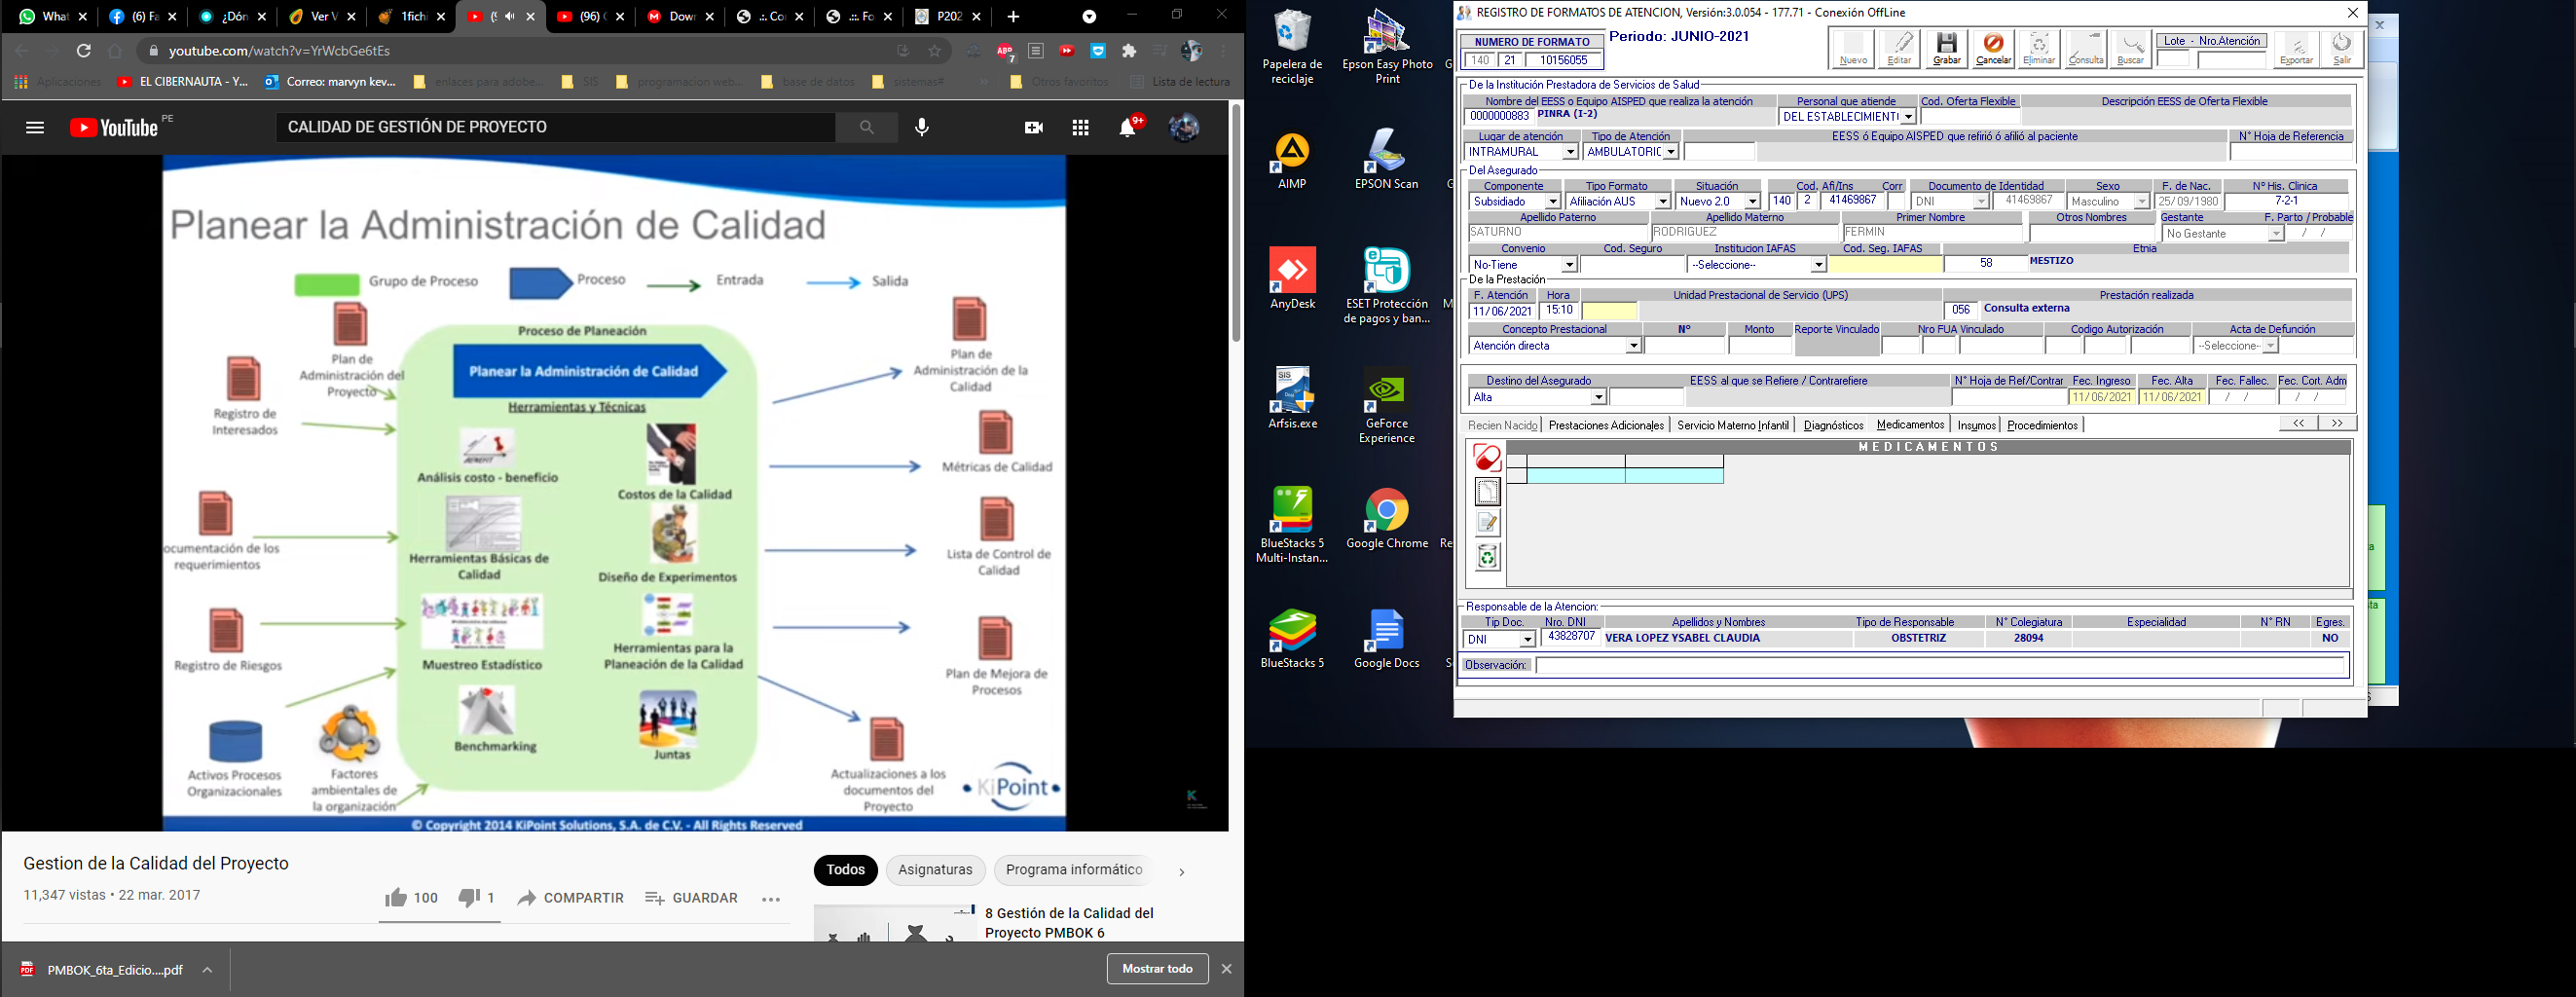 What
(6) Fa
¿Dón
Ver V
1fichi
(96) (
Dowr
.:. Co
.::. Fo
P202
youtube.com/watch?v=YrWcbGe6tEs
Aplicaciones
EL CIBERNAUTA - Y...
Correo: marvyn kev...
enlaces para adobe...
SIS
programacion web...
base de datos
sistemas#
Otros favoritos
Lista de lectura
YouTube PE
CALIDAD DE GESTIÓN DE PROYECTO
9+
Planear la Administración de Calidad
Grupo de Proceso
Proceso
Entrada
Salida
Proceso de Planeación
Planear la Administración de Calidad
Herramientas y Técnicas
Plan de
Administración del
Proyecto
Registro de
Interesados
ocumentación de los
requerimientos
Registro de Riesgos
Activos Procesos
Organizacionales
Factores
ambientales de
la organización
BENEFIT
Análisis costo - beneficio
Costos de la Calidad
Herramientas Básicas de
Calidad
Diseño de Experimentos
Muestreo Estadístico
Herramientas para la
Planeación de la Calidad
Benchmarking
Juntas
Plan de
Administración de la
Calidad
Métricas de Calidad
Lista de Control de
Calidad
Plan de Mejora de
Procesos
Actualizaciones a los
documentos del
Proyecto
KiPoint
© Copyright 2014 KiPoint Solutions, S.A. de C.V. - All Rights Reserved
Gestion de la Calidad del Proyecto
11,347 vistas • 22 mar. 2017
100
1
COMPARTIR
GUARDAR
Todos
Asignaturas
Programa informático
8 Gestión de la Calidad del
Proyecto PMBOK 6
PMBOK_6ta_Edicio....pdf
Mostrar todo
Papelera de
reciclaje
Epson Easy Photo
Print
AIMP
EPSON Scan
AnyDesk
ESET Protección
de pagos y ban...
Arfsis.exe
GeForce
Experience
BlueStacks 5
Multi-Instan...
Google Chrome
BlueStacks 5
Google Docs
REGISTRO DE FORMATOS DE ATENCION, Versión:3.0.054 - 177.71 - Conexión OffLine
NUMERO DE FORMATO
140 21 10156055
Periodo: JUNIO-2021
Nuevo
Editar
Grabar
Cancelar
Eliminar
Consulta
Buscar
Lote - Nro.Atención
Exportar
Salir
De la Institución Prestadora de Servicios de Salud
Nombre del EESS o Equipo AISPED que realiza la atención
Personal que atiende
Cod. Oferta Flexible
Descripción EESS de Oferta Flexible
0000000883 PINRA (I-2)
DEL ESTABLECIMIENT
Lugar de atención
Tipo de Atención
EESS ó Equipo AISPED que refirió ó afilió al paciente
N° Hoja de Referencia
INTRAMURAL
AMBULATORIC
Del Asegurado
Componente
Tipo Formato
Situación
Cod. Afi/Ins
Corr
Documento de Identidad
Sexo
F. de Nac.
N° His. Clinica
Subsidiado
Afiliación AUS
Nuevo 2.0
140 2 41469867
DNI
41469867
Masculino
25/09/1980
7-2-1
Apellido Paterno
Apellido Materno
Primer Nombre
Otros Nombres
Gestante
F. Parto / Probable
SATURNO
RODRIGUEZ
FERMIN
No Gestante
/ /
Convenio
Cod. Seguro
Institucion IAFAS
Cod. Seg. IAFAS
Etnia
No-Tiene
--Seleccione--
58
MESTIZO
De la Prestación
F. Atención
Hora
Unidad Prestacional de Servicio (UPS)
Prestación realizada
11/06/2021
15:10
056
Consulta externa
Concepto Prestacional
N°
Monto
Reporte Vinculado
Nro FUA Vinculado
Codigo Autorización
Acta de Defunción
Atención directa
--Seleccione--
Destino del Asegurado
EESS al que se Refiere / Contrarefiere
N° Hoja de Ref/Contrar
Fec. Ingreso
Fec. Alta
Fec. Fallec.
Fec. Cort. Adm
Alta
11/06/2021
11/06/2021
/ /
/ /
Recien Nacido
Prestaciones Adicionales
Servicio Materno Infantil
Diagnósticos
Medicamentos
Insumos
Procedimientos
<<
>>
MEDICAMENTOS
Responsable de la Atencion:
Tip Doc.
Nro. DNI
Apellidos y Nombres
Tipo de Responsable
N° Colegiatura
Especialidad
N° RN
Egres.
DNI
43828707
VERA LOPEZ YSABEL CLAUDIA
OBSTETRIZ
28094
NO
Observación: